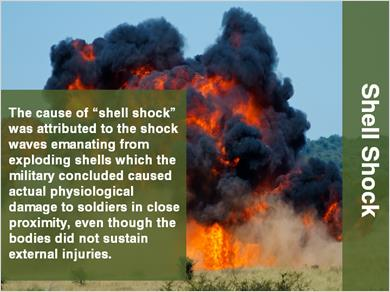 The cause of “shell shock”
was attributed to the shock
waves emanating from
exploding shells which the
military concluded caused
actual physiological
damage to soldiers in close
proximity, even though the
bodies did not sustain
external injuries.
Shell Shock